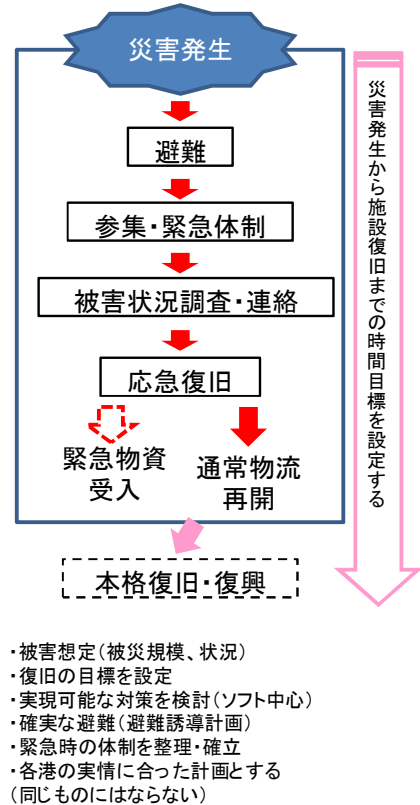 災害発生
避難
参集・緊急体制
被害状況調査・連絡
応急復旧
緊急物資
受入
通常物流
再開
本格復旧・復興
災害発生から施設復旧までの時間目標を設定する
・被害想定(被災規模、状況)
・復旧の目標を設定
・実現可能な対策を検討(ソフト中心)
・確実な避難(避難誘導計画)
・緊急時の体制を整理・確立
・各港の実情に合った計画とする
(同じものにはならない)